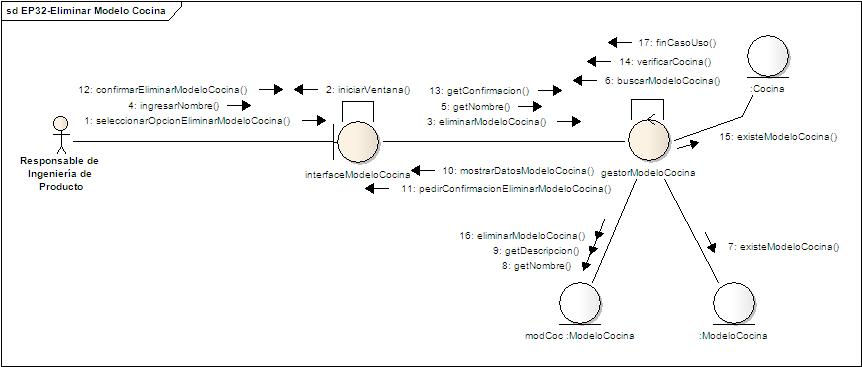 sd EP32-Eliminar Modelo Cocina
17: finCasoUso()
14: verificarCocina()
6: buscarModeloCocina()
12: confirmarEliminarModeloCocina()
2: iniciarVentana()
13: getConfirmacion()
4: ingresarNombre()
5: getNombre()
1: seleccionarOpcionEliminarModeloCocina()
3: eliminarModeloCocina()
:Cocina
15: existeModeloCocina()
Responsable de
Ingeniería de
Producto
interfaceModeloCocina
10: mostrarDatosModeloCocina()
gestorModeloCocina
11: pedirConfirmacionEliminarModeloCocina()
16: eliminarModeloCocina()
9: getDescripcion()
8: getNombre()
7: existeModeloCocina()
modCoc :ModeloCocina
:ModeloCocina